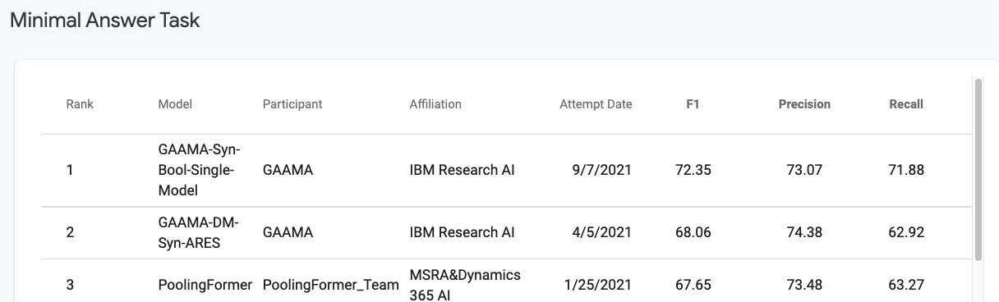 Minimal Answer Task
Rank Model Participant Affiliation Attempt Date F1 Precision Recall
GAAMA-Syn-
1 Bool-Single- GAAMA IBM Research AI 9/7/2021 72.35 73.07 71.88
Model
GAAMA-DM-
2 GAAMA IBM Research AI 4/5/2021 68.06 74.38 62.92
Syn-ARES
MSRA&Dynamics
3 PoolingFormer PoolingFormer_Team 1/25/2021 67.65 73.48 63.27
365 AI